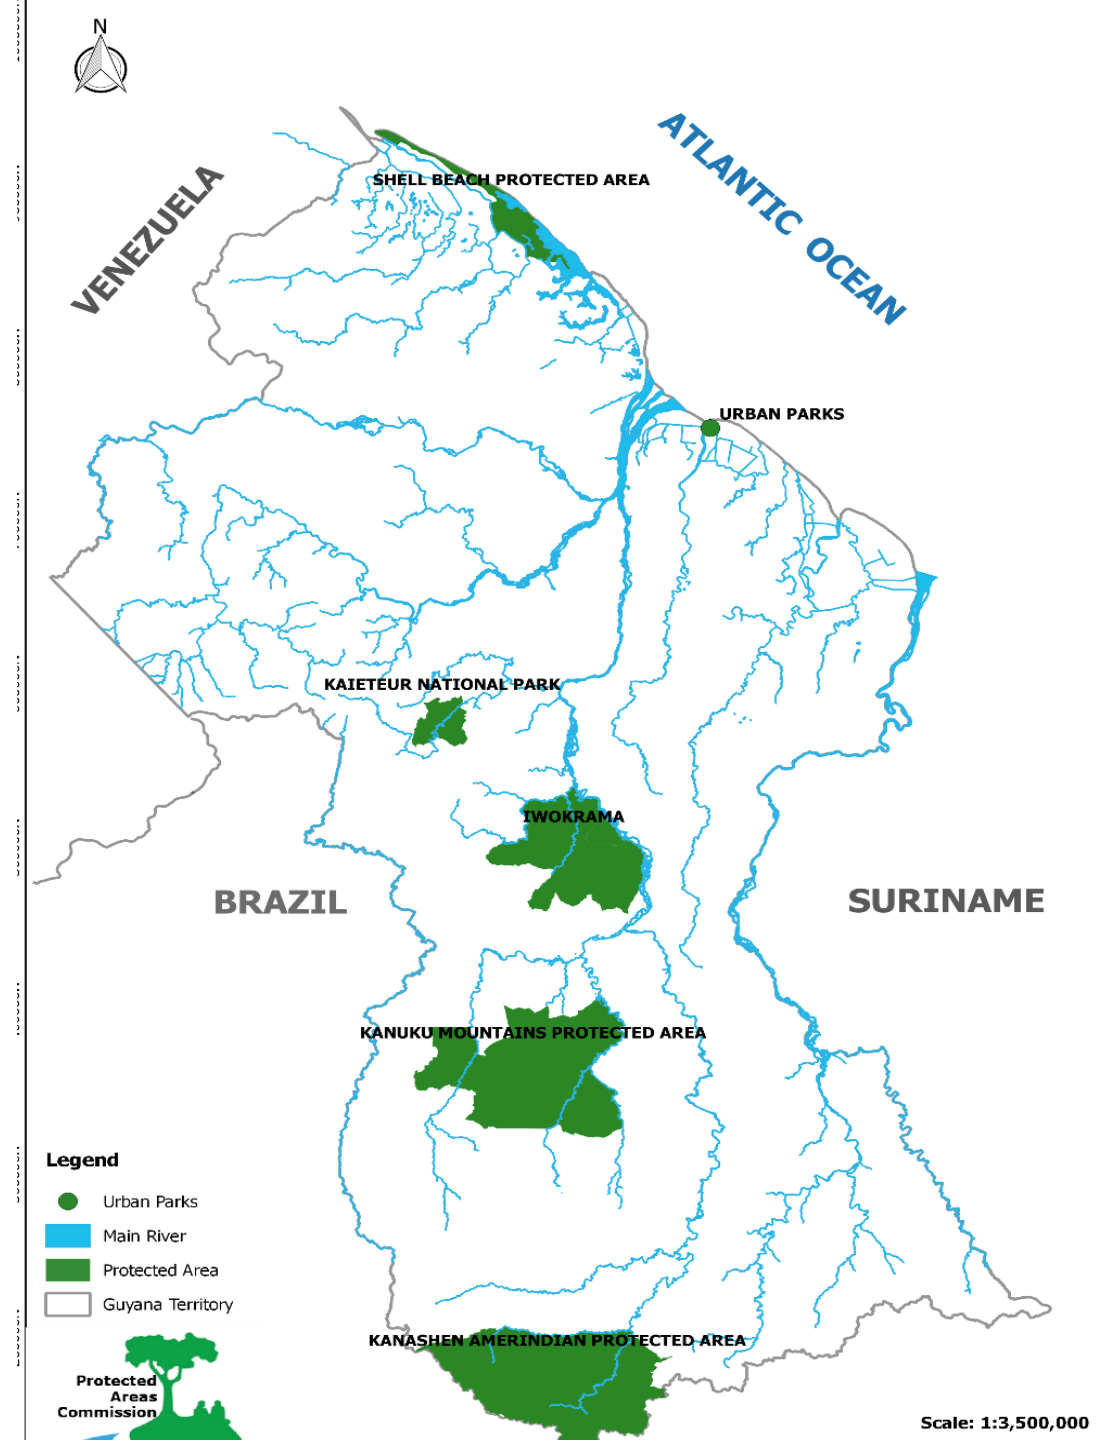 N
ATLANTIC OCEAN
VENEZUELA
SHELL BEACH PROTECTED AREA
URBAN PARKS
KAIETEUR NATIONAL PARK
IWOKRAMA
BRAZIL
SURINAME
KANUKU MOUNTAINS PROTECTED AREA
Legend
Urban Parks
Main River
Protected Area
Guyana Territory
KANASHEN AMERINDIAN PROTECTED AREA
Protected
Areas
Commission
Scale: 1:3,500,000